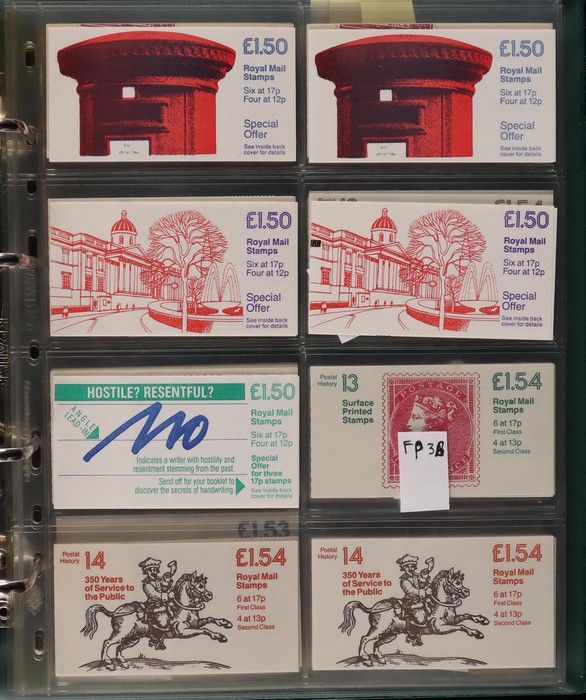 £1.50
Royal Mail
Stamps
Six at 17p
Four at 12p
Special
Offer
See inside back
cover for details
£1.50
Royal Mail
Stamps
Six at 17p
Four at 12p
Special
Offer
See inside back
cover for details
£1.50
Royal Mail
Stamps
Six at 17p
Four at 12p
Special
Offer
See inside back
cover for details
£1.54
£1.50
Royal Mail
Stamps
Six at 17p
Four at 12p
Special
Offer
See inside back
cover for details
HOSTILE? RESENTFUL?
ANGLE
LEAD-IN
Indicates a writer with hostility and
resentment stemming from the past.
Send off for your booklet to
discover the secrets of handwriting
£1.50
Royal Mail
Stamps
Six at 17p
Four at 12p
Special
Offer for
three 17p
stamps
See inside back
cover for details
Postal
History
13
Surface
Printed
Stamps
POSTAGE
FP 3B
£1.54
Royal Mail
Stamps
6 at 17p
First Class
4 at 13p
Second Class
£1.53
Postal
History
14
350 Years
of Service to
the Public
£1.54
Royal Mail
Stamps
6 at 17p
First Class
4 at 13p
Second Class
Postal
History
14
350 Years
of Service to
the Public
£1.54
Royal Mail
Stamps
6 at 17p
First Class
4 at 13p
Second Class